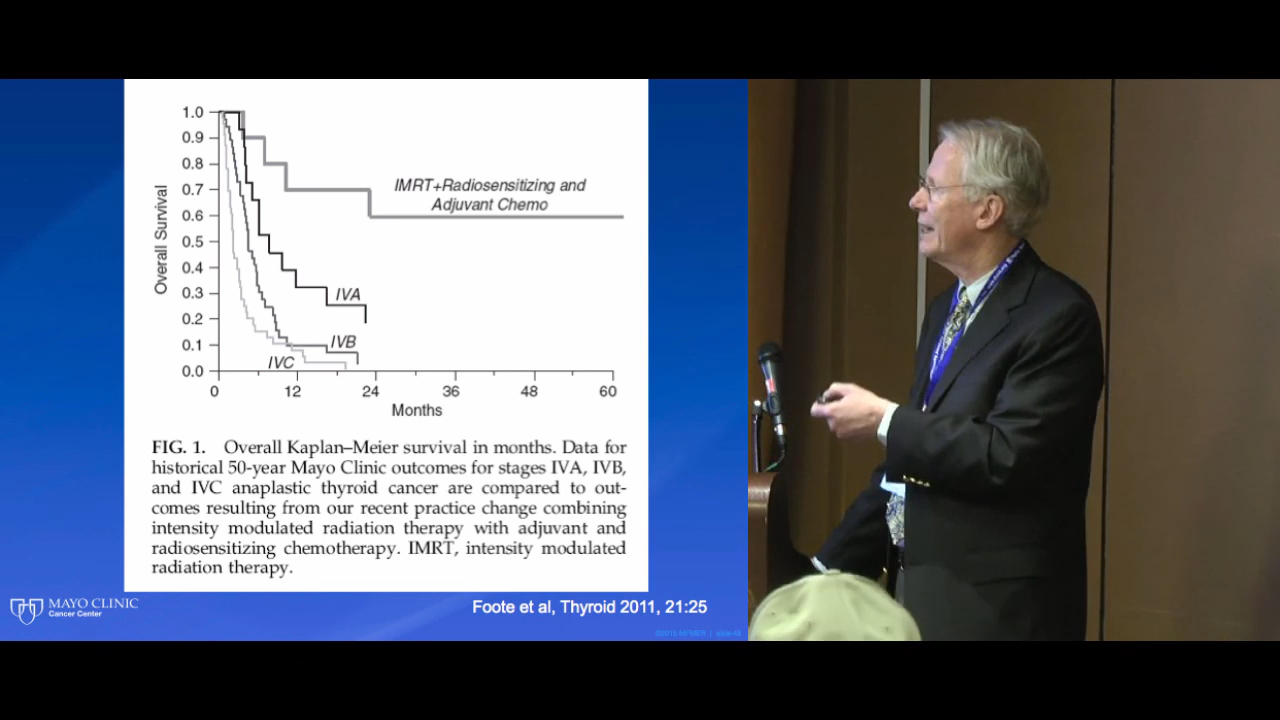 1.0
0.9
0.8
0.7
0.6
0.5
0.4
0.3
0.2
0.1
0.0
Overall Survival
IMRT+Radiosensitizing and
Adjuvant Chemo
IVA
IVB
IVC
0 12 24 36 48 60
Months
FIG. 1. Overall Kaplan–Meier survival in months. Data for
historical 50-year Mayo Clinic outcomes for stages IVA, IVB,
and IVC anaplastic thyroid cancer are compared to out-
comes resulting from our recent practice change combining
intensity modulated radiation therapy with adjuvant and
radiosensitizing chemotherapy. IMRT, intensity modulated
radiation therapy.
MAYO CLINIC
Cancer Center
Foote et al, Thyroid 2011, 21:25